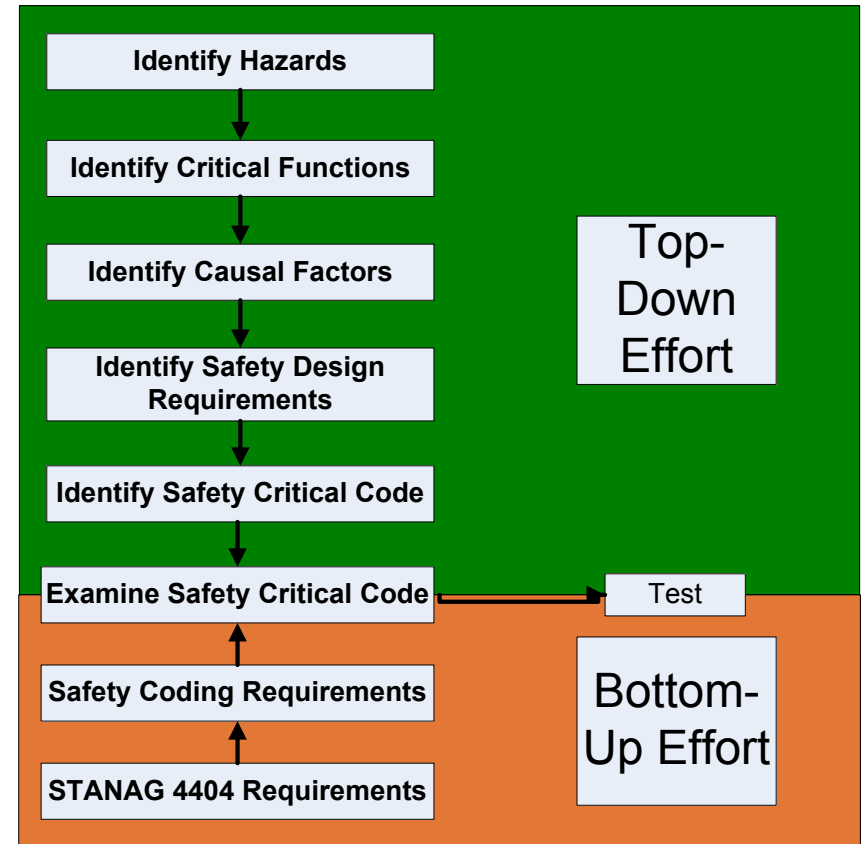 Identify Hazards
Identify Critical Functions
Identify Causal Factors
Identify Safety Design
Requirements
Identify Safety Critical Code
Examine Safety Critical Code
Safety Coding Requirements
STANAG 4404 Requirements
Top-
Down
Effort
Test
Bottom-
Up Effort